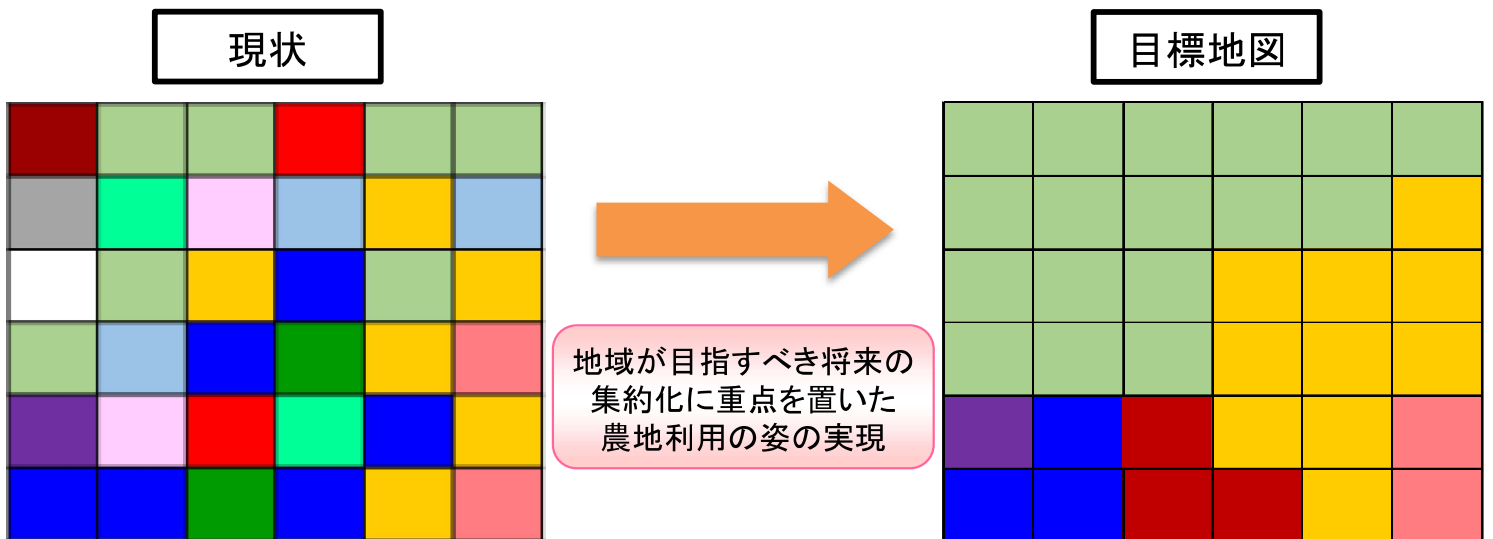 現状
目標地図
地域が目指すべき将来の
集約化に重点を置いた
農地利用の姿の実現